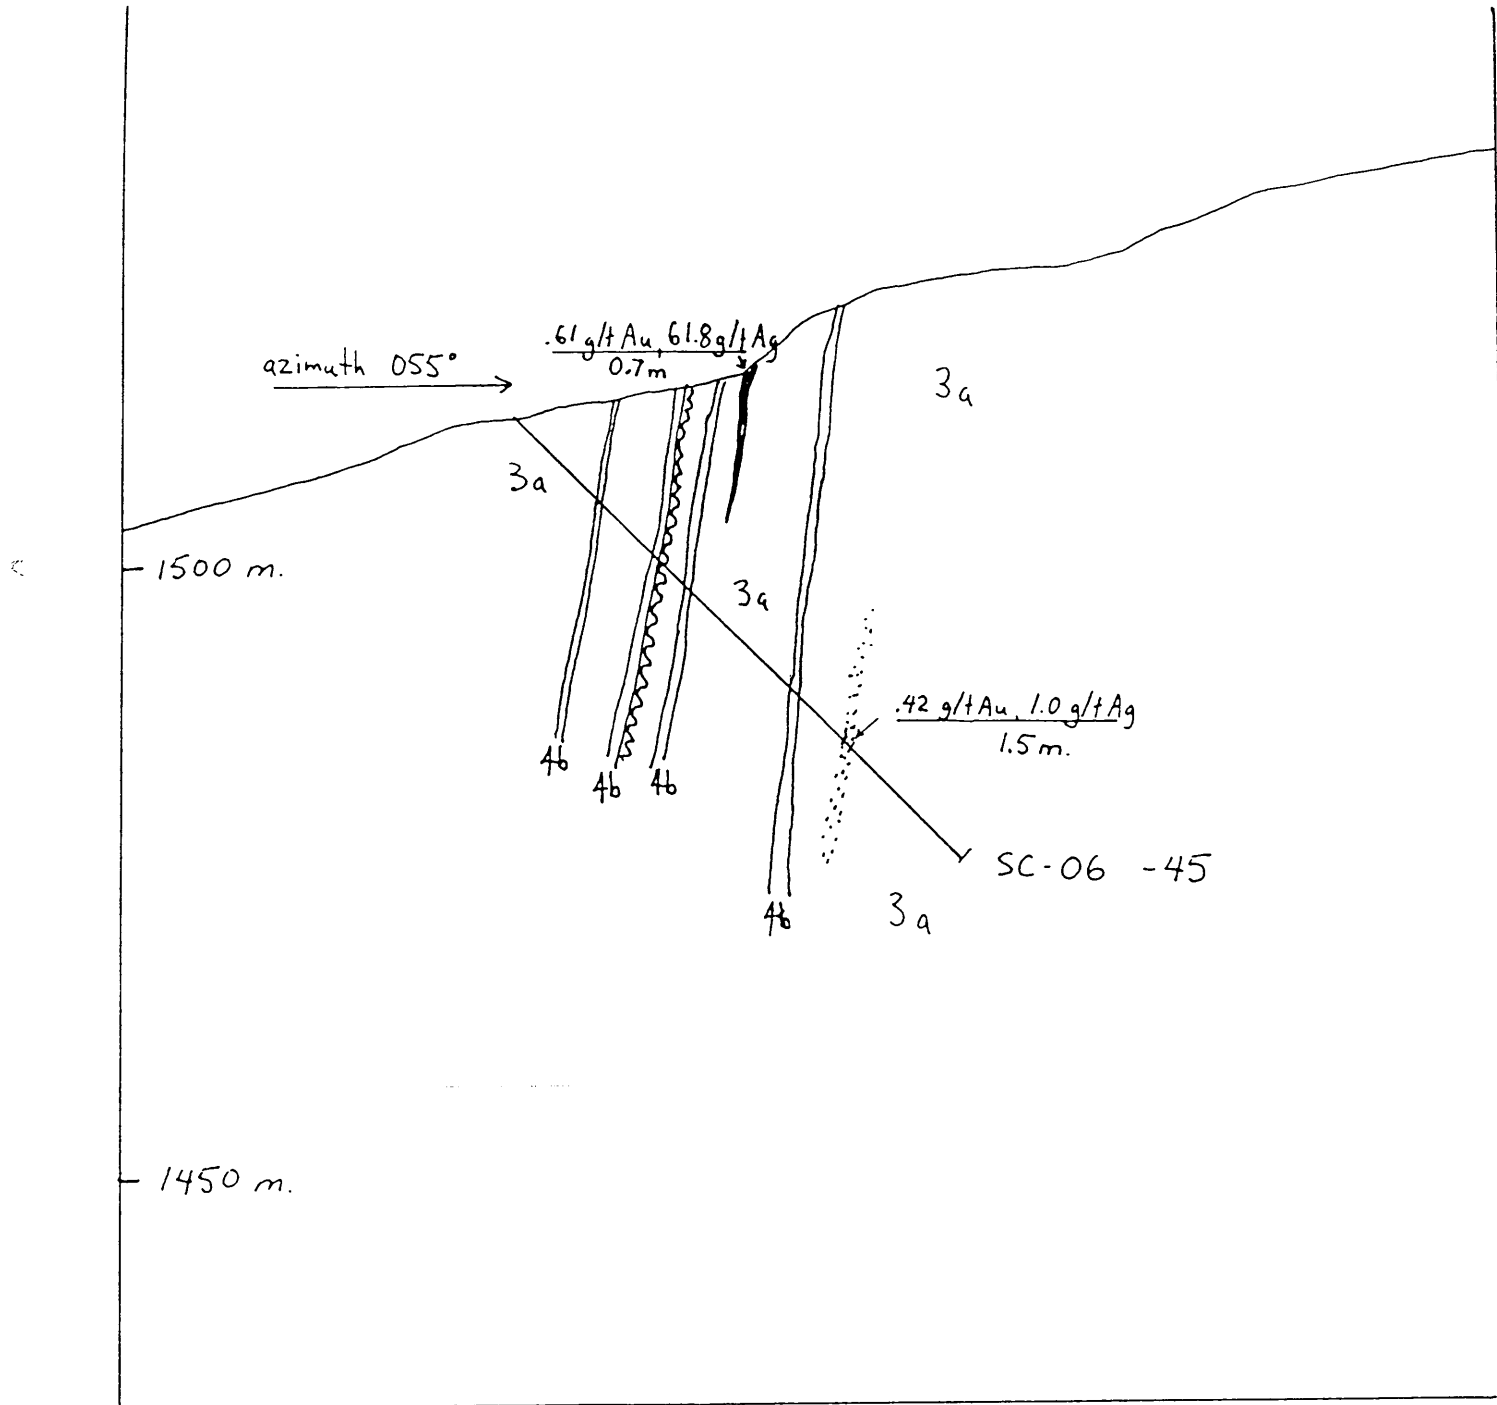 .61 g/t Au, 61.8 g/t Ag
0.7m
azimuth 055°
3a
3a
1500 m.
3a
.42 g/t Au, 1.0 g/t Ag
1.5 m.
4b
4b
4b
SC-06 -45
4b
3a
1450 m.